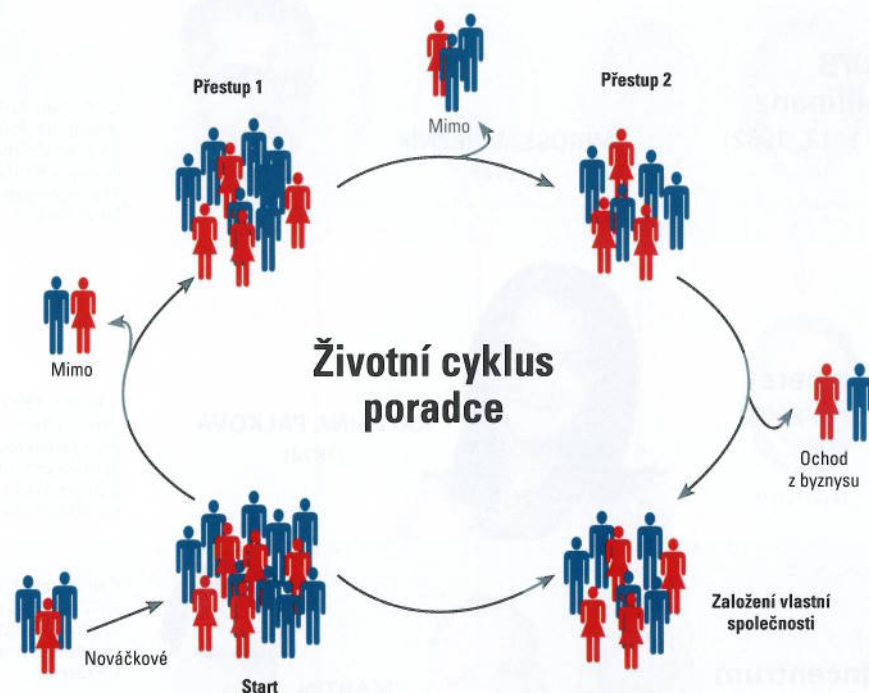 Přestup 1
Mimo
Přestup 2
Mimo
Životní cyklus
poradce
Ochod
z byznysu
Nováčkové
Start
Založení vlastní
společnosti